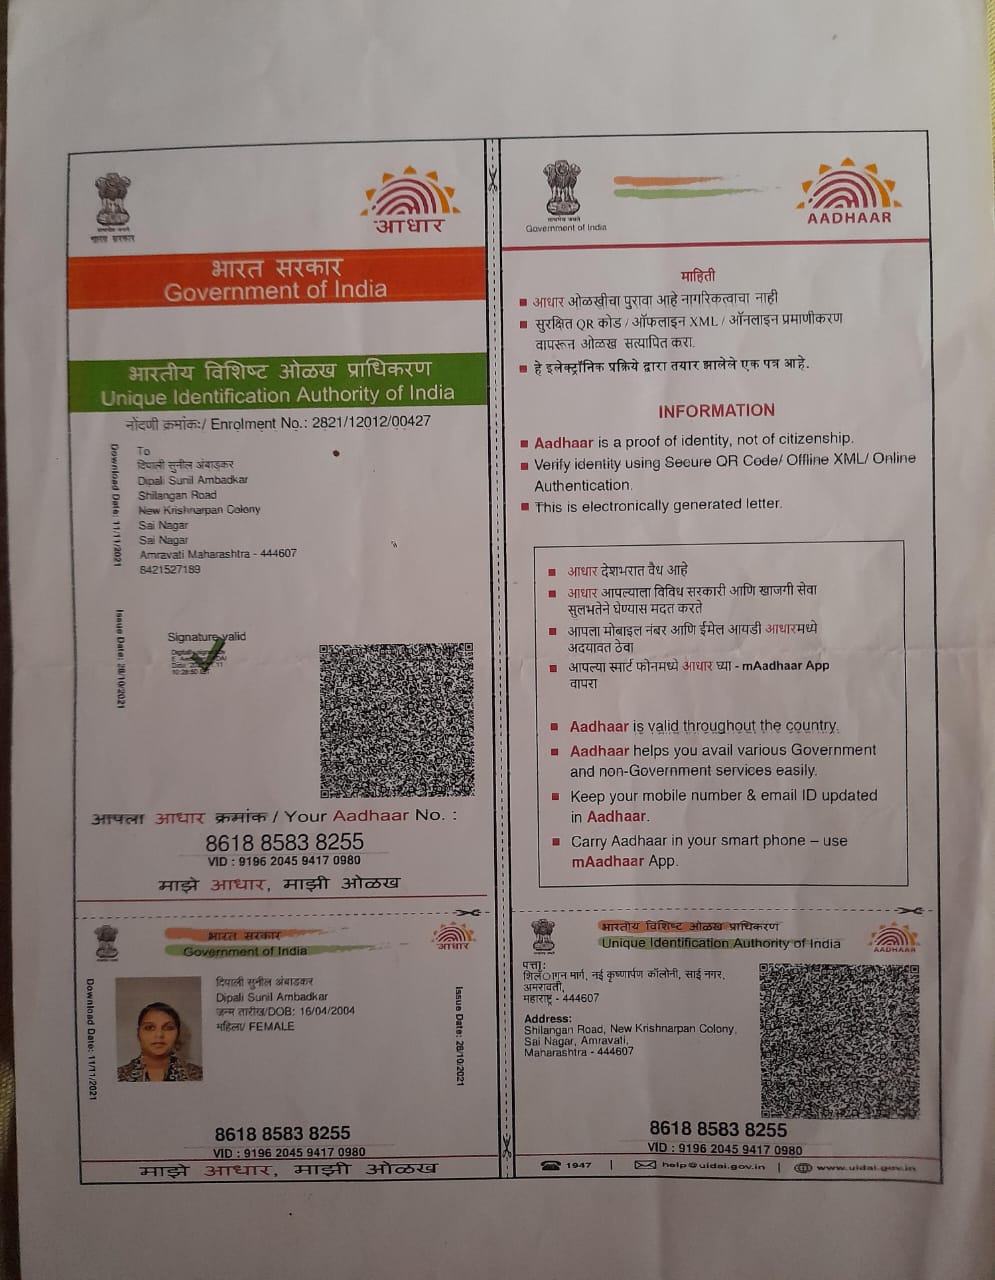 आधार
भारत सरकार
भारत सरकार
Government of India
भारतीय विशिष्ट ओळख प्राधिकरण
Unique Identification Authority of India
नोंदणी क्रमांकः/ Enrolment No.: 2821/12012/00427
Download Date: 11/11/2021
Issue Date: 28/10/2021
To
दिपाली सुनील अंबाडकर
Dipali Sunil Ambadkar
Shilangan Road
New Krishnarpan Colony
Sai Nagar
Sai Nagar
Amravati Maharashtra - 444607
8421527189
Signature valid
आपला आधार क्रमांक / Your Aadhaar No. :
8618 8583 8255
VID : 9196 2045 9417 0980
माझे आधार, माझी ओळख
Government of India
AADHAAR
माहिती
आधार ओळखीचा पुरावा आहे नागरिकत्वाचा नाही
सुरक्षित QR कोड / ऑफलाइन XML / ऑनलाइन प्रमाणीकरण
वापरून ओळख सत्यापित करा.
हे इलेक्ट्रॉनिक प्रक्रिये द्वारा तयार झालेले एक पत्र आहे.
INFORMATION
Aadhaar is a proof of identity, not of citizenship.
Verify identity using Secure QR Code/ Offline XML/ Online
Authentication.
This is electronically generated letter.
आधार देशभरात वैध आहे
आधार आपल्याला विविध सरकारी आणि खाजगी सेवा
सुलभतेने घेण्यास मदत करते
आपला मोबाइल नंबर आणि ईमेल आयडी आधारमध्ये
अदयावत ठेवा
आपल्या स्मार्ट फोनमध्ये आधार घ्या - mAadhaar App
वापरा
Aadhaar is valid throughout the country.
Aadhaar helps you avail various Government
and non-Government services easily.
Keep your mobile number & email ID updated
in Aadhaar.
Carry Aadhaar in your smart phone – use
mAadhaar App.
भारत सरकार
Government of India
आधार
Download Date: 11/11/2021
दिपाली सुनील अंबाडकर
Dipali Sunil Ambadkar
जन्म तारीख/DOB: 16/04/2004
महिला/ FEMALE
Issue Date: 28/10/2021
8618 8583 8255
VID : 9196 2045 9417 0980
माझे आधार, माझी ओळख
भारतीय विशिष्ट ओळख प्राधिकरण
Unique Identification Authority of India
AADHAAR
पत्ता:
मार्ग, नई कृष्णार्पण कॉलोनी, साई नगर,
अमरावती,
महाराष्ट्र - 444607
Address:
Shilangan Road, New Krishnarpan Colony,
Sai Nagar, Amravati,
Maharashtra - 444607
8618 8583 8255
VID : 9196 2045 9417 0980
1947 | help@uidai.gov.in | www.uidai.gov.in